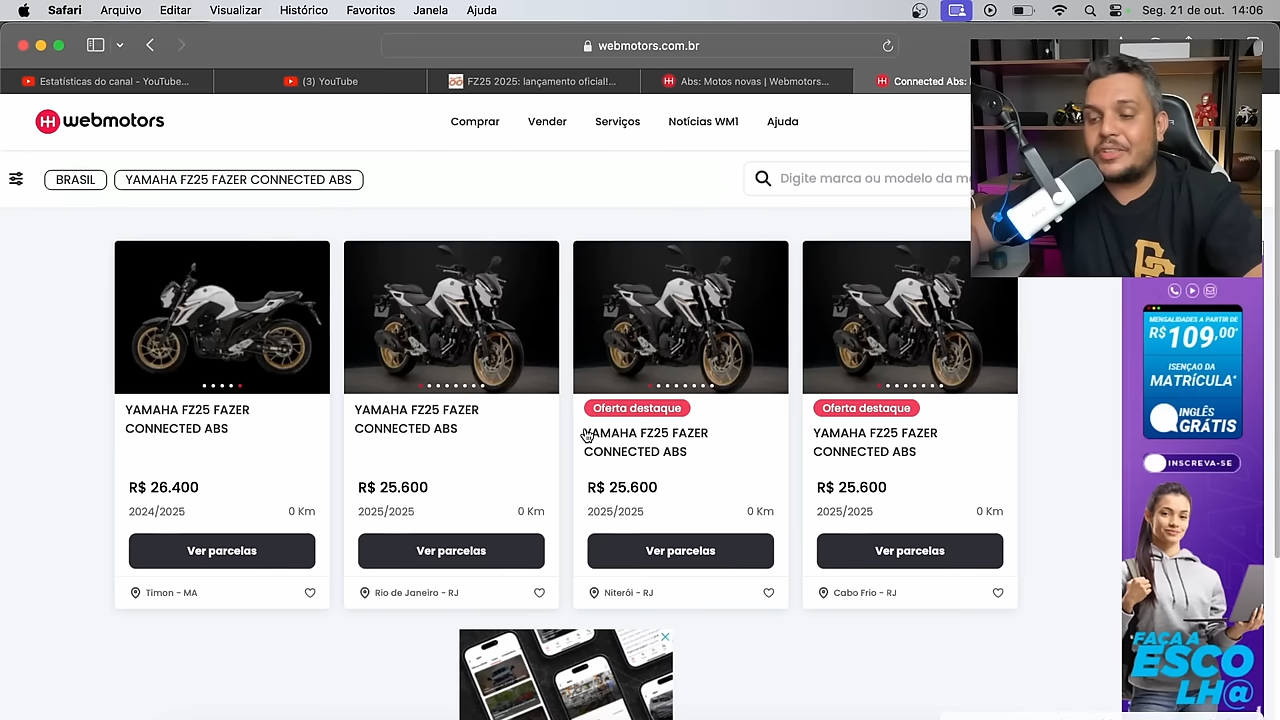 Safari Arquivo Editar Visualizar Histórico Favoritos Janela Ajuda Seg. 21 de out. 14:06
webmotors.com.br
Estatísticas do canal - YouTube...
(3) YouTube
FZ25 2025: lançamento oficial!...
Abs: Motos novas | Webmotors...
Connected Abs:
webmotors
Comprar Vender Serviços Notícias WM1 Ajuda
BRASIL
YAMAHA FZ25 FAZER CONNECTED ABS
Digite marca ou modelo da m
YAMAHA FZ25 FAZER
CONNECTED ABS
R$ 26.400
2024/2025 0 Km
Ver parcelas
Timon - MA
YAMAHA FZ25 FAZER
CONNECTED ABS
R$ 25.600
2025/2025 0 Km
Ver parcelas
Rio de Janeiro - RJ
Oferta destaque
YAMAHA FZ25 FAZER
CONNECTED ABS
R$ 25.600
2025/2025 0 Km
Ver parcelas
Niterói - RJ
Oferta destaque
YAMAHA FZ25 FAZER
CONNECTED ABS
R$ 25.600
2025/2025 0 Km
Ver parcelas
Cabo Frio - RJ
MENSALIDADES A PARTIR DE
R$ 109,00*
ISENÇÃO DA
MATRÍCULA*
INGLÊS
GRÁTIS
INSCREVA-SE
FAÇA A
ESCO
LH@